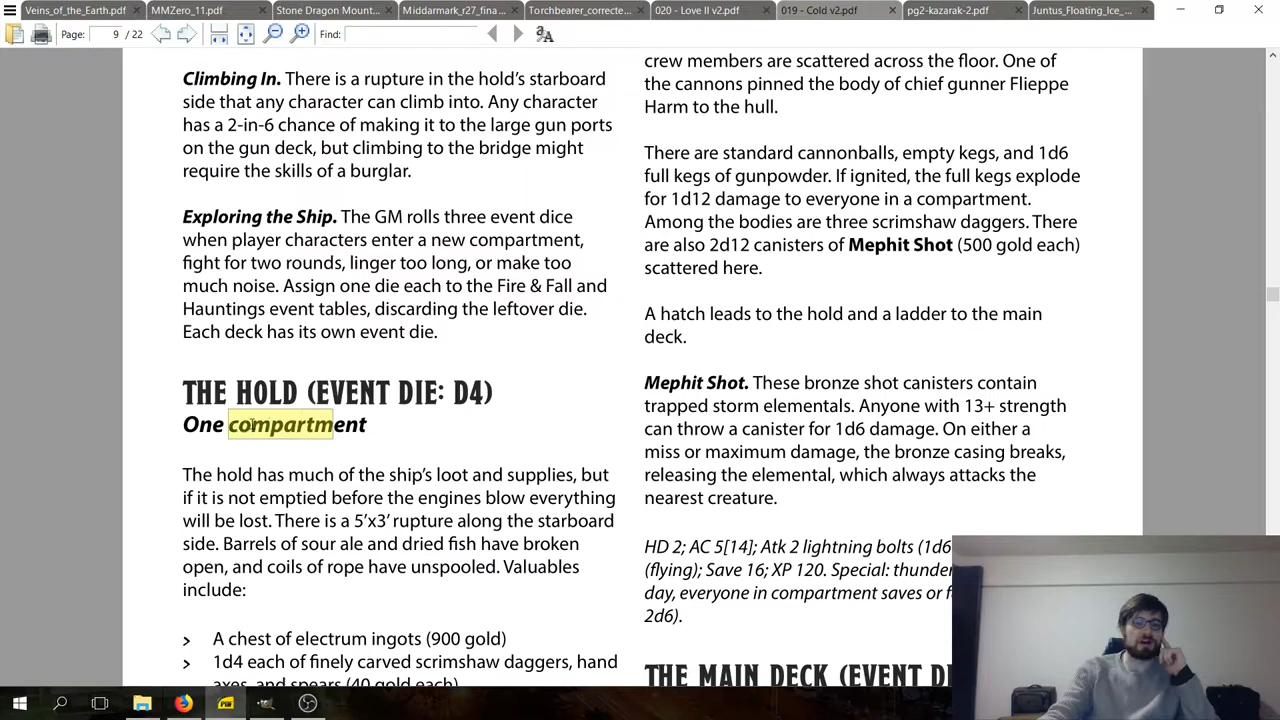 Veins_of_the_Earth.pdf
MMZero_11.pdf
Stone Dragon Mount...
Middarmark_r27_fina...
Torchbearer_correcte...
020 - Love II v2.pdf
019 - Cold v2.pdf
pg2-kazarak-2.pdf
Juntus_Floating_Ice_...
Page: 9 / 22
Find:
Climbing In. There is a rupture in the hold's starboard
side that any character can climb into. Any character
has a 2-in-6 chance of making it to the large gun ports
on the gun deck, but climbing to the bridge might
require the skills of a burglar.
Exploring the Ship. The GM rolls three event dice
when player characters enter a new compartment,
fight for two rounds, linger too long, or make too
much noise. Assign one die each to the Fire & Fall and
Hauntings event tables, discarding the leftover die.
Each deck has its own event die.
THE HOLD (EVENT DIE: D4)
One compartment
The hold has much of the ship's loot and supplies, but
if it is not emptied before the engines blow everything
will be lost. There is a 5'x3' rupture along the starboard
side. Barrels of sour ale and dried fish have broken
open, and coils of rope have unspooled. Valuables
include:
> A chest of electrum ingots (900 gold)
> 1d4 each of finely carved scrimshaw daggers, hand
axes, and spears (40 gold each)
crew members are scattered across the floor. One of
the cannons pinned the body of chief gunner Flieppe
Harm to the hull.
There are standard cannonballs, empty kegs, and 1d6
full kegs of gunpowder. If ignited, the full kegs explode
for 1d12 damage to everyone in a compartment.
Among the bodies are three scrimshaw daggers. There
are also 2d12 canisters of Mephit Shot (500 gold each)
scattered here.
A hatch leads to the hold and a ladder to the main
deck.
Mephit Shot. These bronze shot canisters contain
trapped storm elementals. Anyone with 13+ strength
can throw a canister for 1d6 damage. On either a
miss or maximum damage, the bronze casing breaks,
releasing the elemental, which always attacks the
nearest creature.
HD 2; AC 5[14]; Atk 2 lightning bolts (1d6
(flying); Save 16; XP 120. Special: thunder
day, everyone in compartment saves or
2d6).
THE MAIN DECK (EVENT